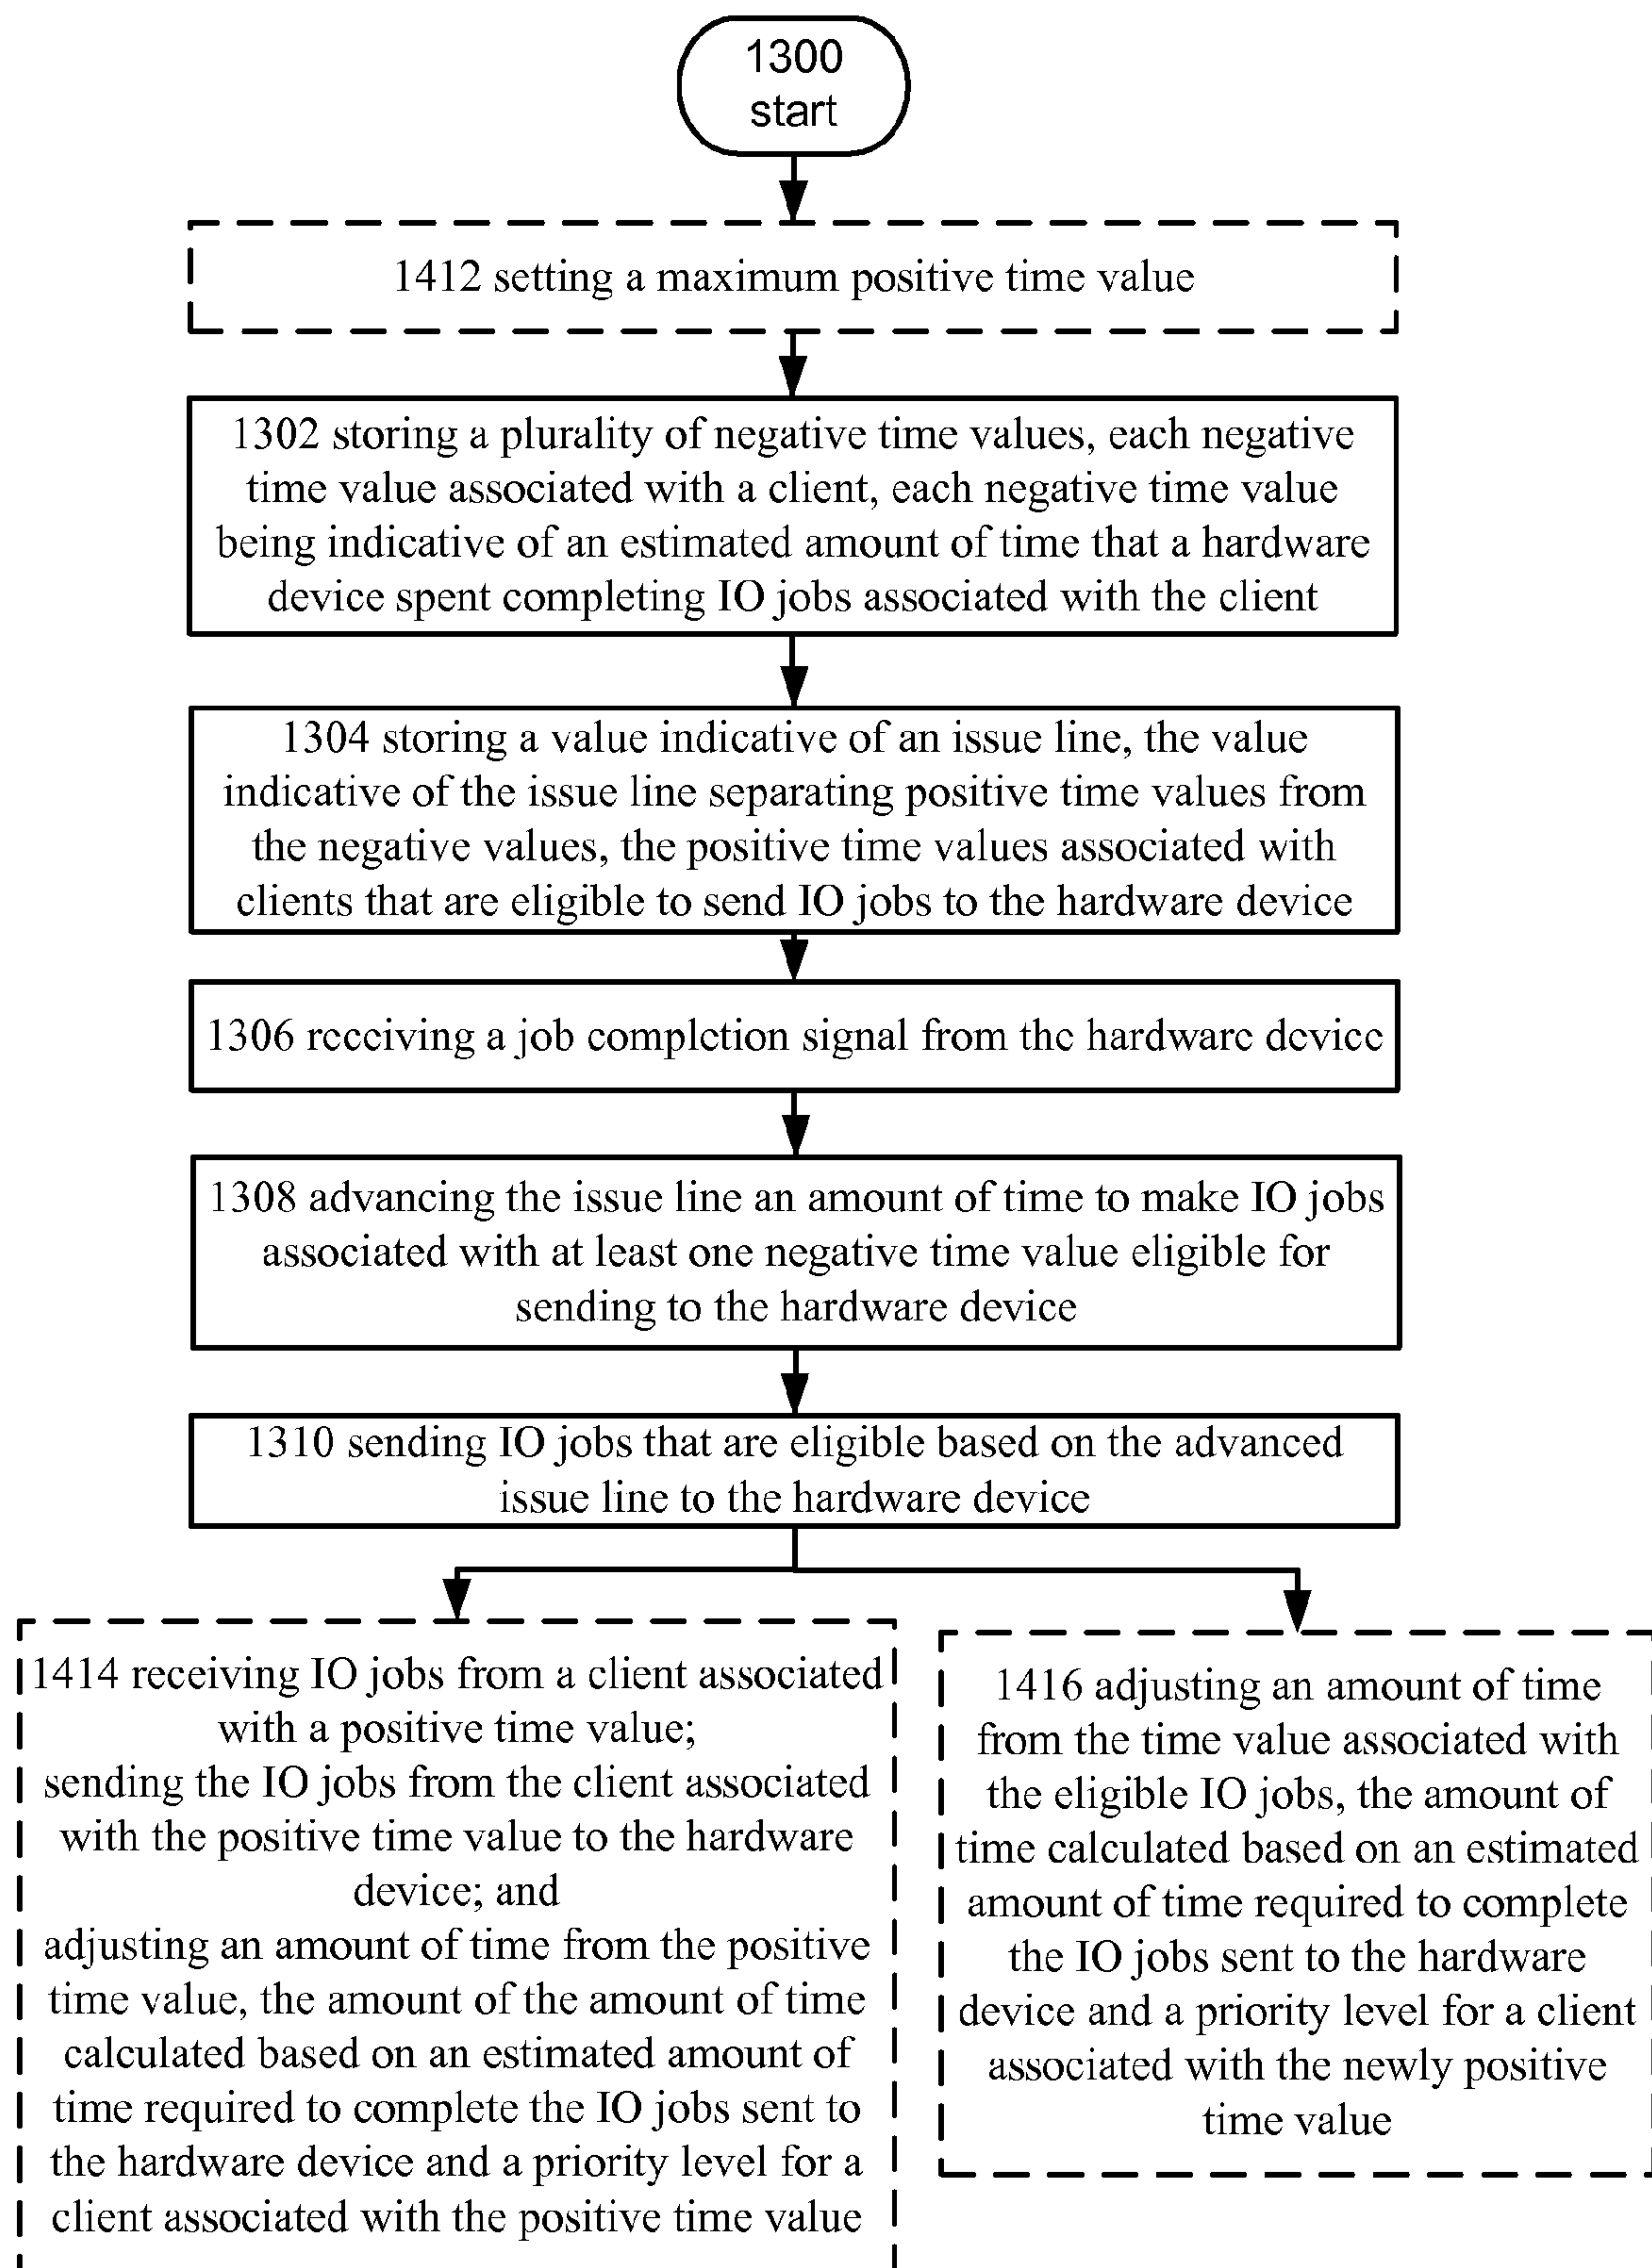 1300
start
1412 setting a maximum positive time value
1302 storing a plurality of negative time values, each negative
time value associated with a client, each negative time value
being indicative of an estimated amount of time that a hardware
device spent completing IO jobs associated with the client
1304 storing a value indicative of an issue line, the value
indicative of the issue line separating positive time values from
the negative values, the positive time values associated with
clients that are eligible to send IO jobs to the hardware device
1306 receiving a job completion signal from the hardware device
1308 advancing the issue line an amount of time to make IO jobs
associated with at least one negative time value eligible for
sending to the hardware device
1310 sending IO jobs that are eligible based on the advanced
issue line to the hardware device
1414 receiving IO jobs from a client associated
with a positive time value;
sending the IO jobs from the client associated
with the positive time value to the hardware
device; and
adjusting an amount of time from the positive
time value, the amount of the amount of time
calculated based on an estimated amount of
time required to complete the IO jobs sent to
the hardware device and a priority level for a
client associated with the positive time value
1416 adjusting an amount of time
from the time value associated with
the eligible IO jobs, the amount of
time calculated based on an estimated
amount of time required to complete
the IO jobs sent to the hardware
device and a priority level for a client
associated with the newly positive
time value